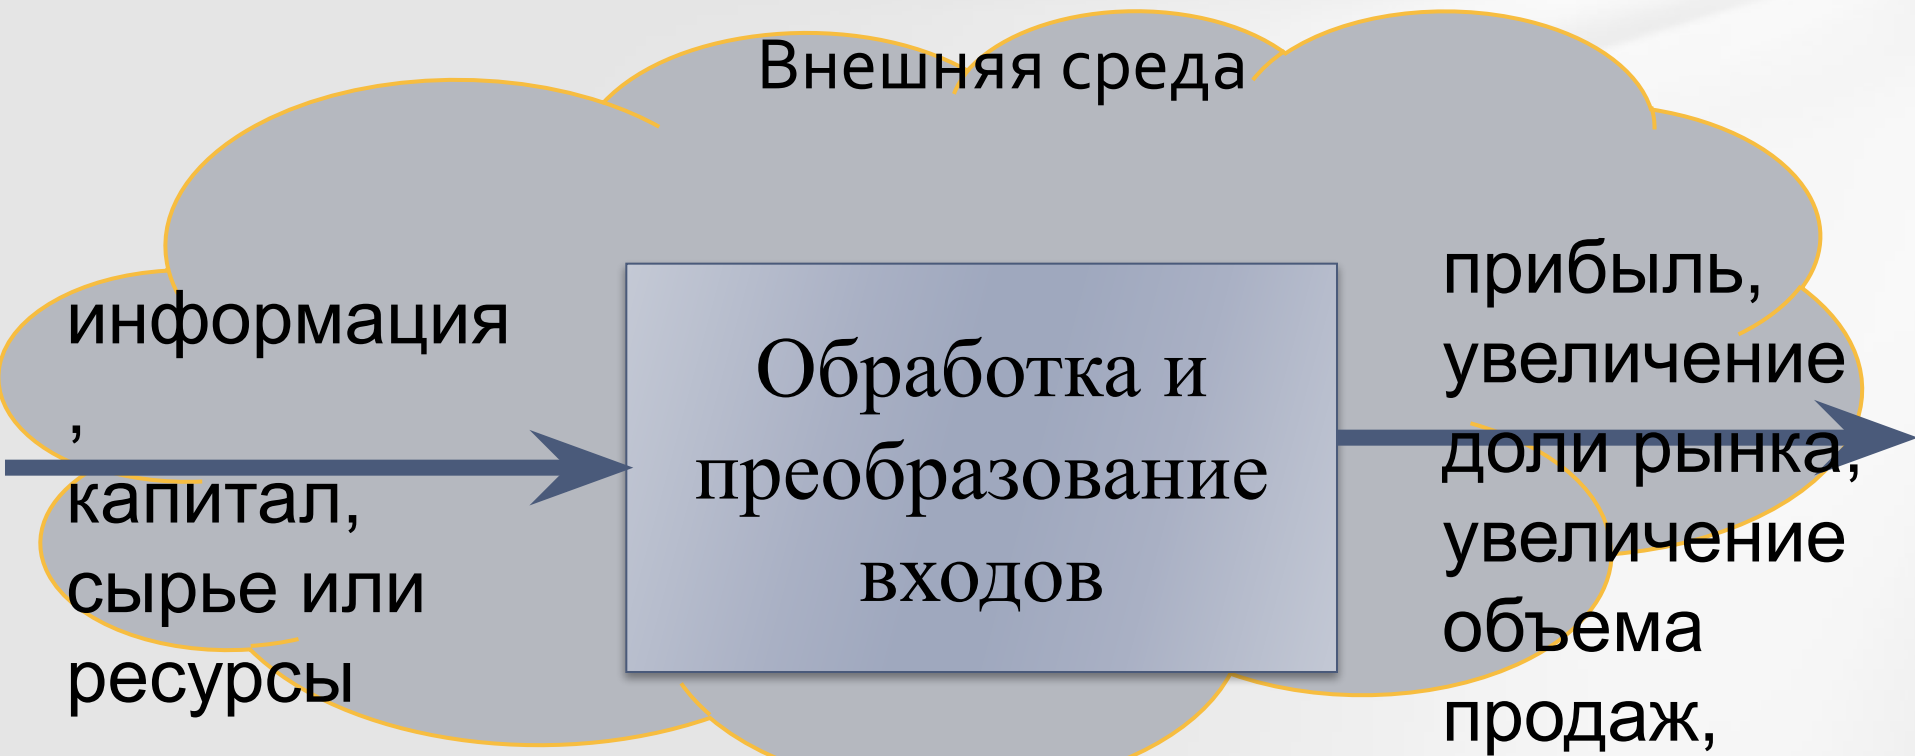 Внешняя среда
информация
,
капитал,
сырье или
ресурсы
Обработка и
преобразование
входов
прибыль,
увеличение
доли рынка,
увеличение
объема
продаж,